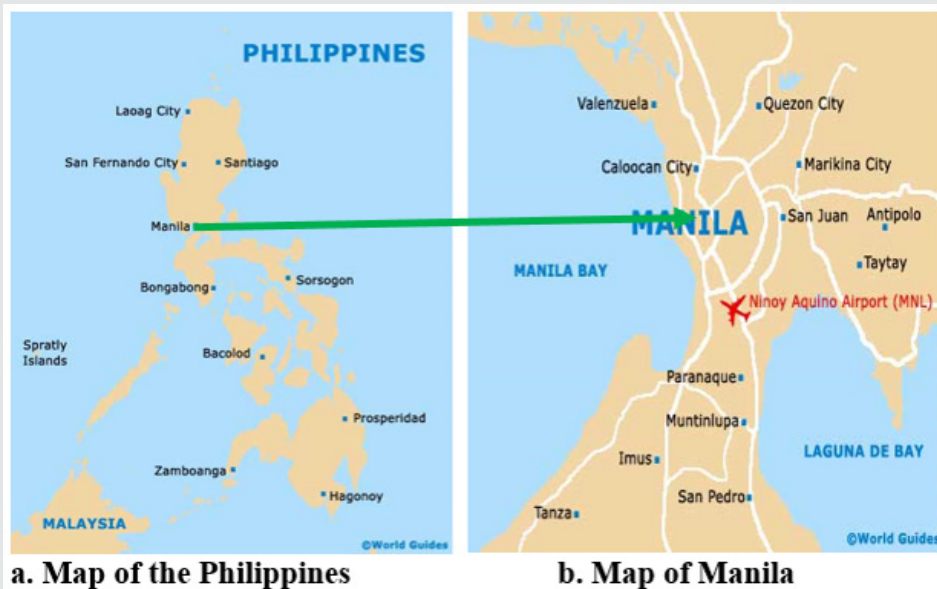 PHILIPPINES
Laoag City
San Fernando City
Santiago
Manila
Sorsogon
Bongabong
Spratly
Islands
Bacolod
Prosperidad
Zamboanga
Hagonoy
MALAYSIA
©World Guides
a. Map of the Philippines
Valenzuela
Quezon City
Caloocan City
Marikina City
MANILA
San Juan
Antipolo
Taytay
MANILA BAY
Ninoy Aquino Airport (MNL)
Paranaque
Muntinlupa
LAGUNA DE BAY
Imus
San Pedro
Tanza
©World Guides
b. Map of Manila